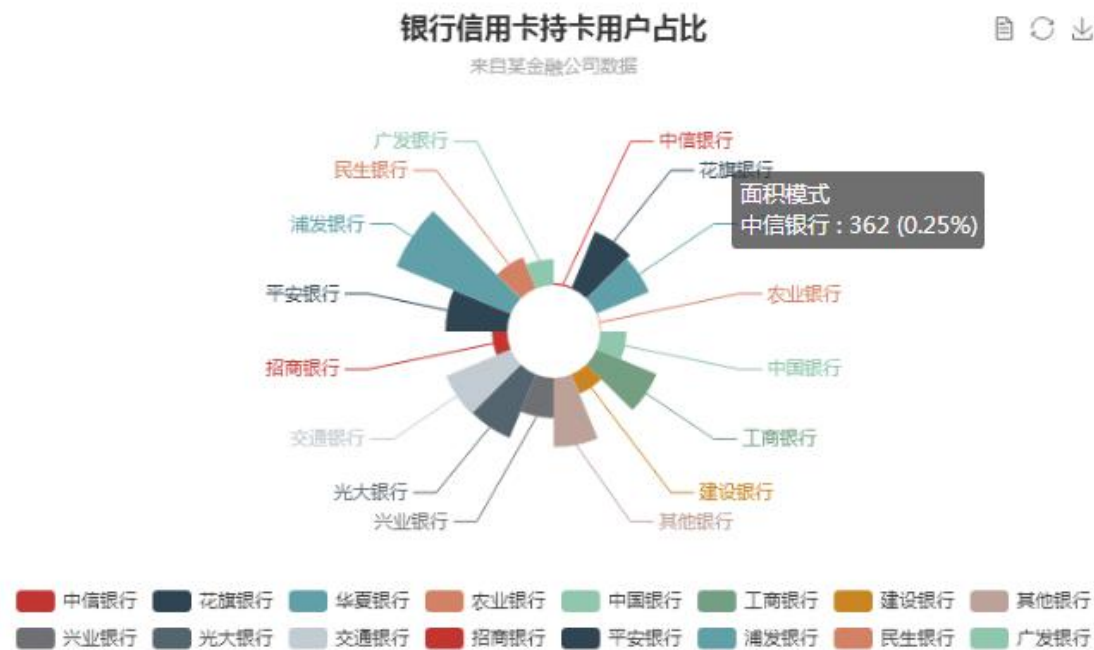 银行信用卡持卡用户占比
来自某金融公司数据
广发银行
中信银行
民生银行
花旗银行
面积模式
中信银行 : 362 (0.25%)
浦发银行
平安银行
农业银行
招商银行
中国银行
交通银行
工商银行
光大银行
建设银行
兴业银行
其他银行
中信银行 花旗银行 华夏银行 农业银行 中国银行 工商银行 建设银行 其他银行
兴业银行 光大银行 交通银行 招商银行 平安银行 浦发银行 民生银行 广发银行